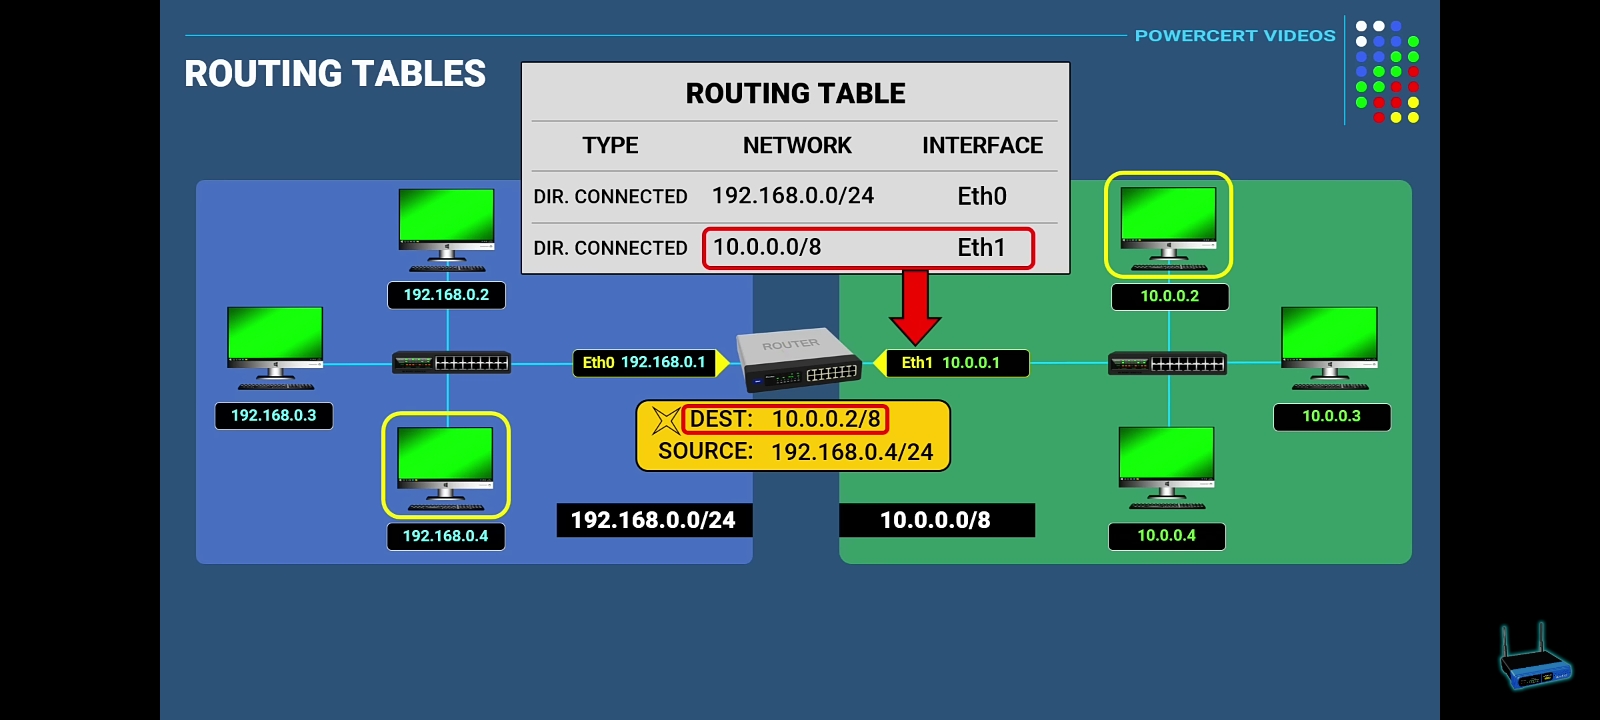 POWERCERT VIDEOS
ROUTING TABLES
ROUTING TABLE
TYPE NETWORK INTERFACE
DIR. CONNECTED 192.168.0.0/24 Eth0
DIR. CONNECTED 10.0.0.0/8 Eth1
192.168.0.2
10.0.0.2
ROUTER
Eth0 192.168.0.1
Eth1 10.0.0.1
192.168.0.3
10.0.0.3
DEST: 10.0.0.2/8
SOURCE: 192.168.0.4/24
192.168.0.0/24
10.0.0.0/8
192.168.0.4
10.0.0.4